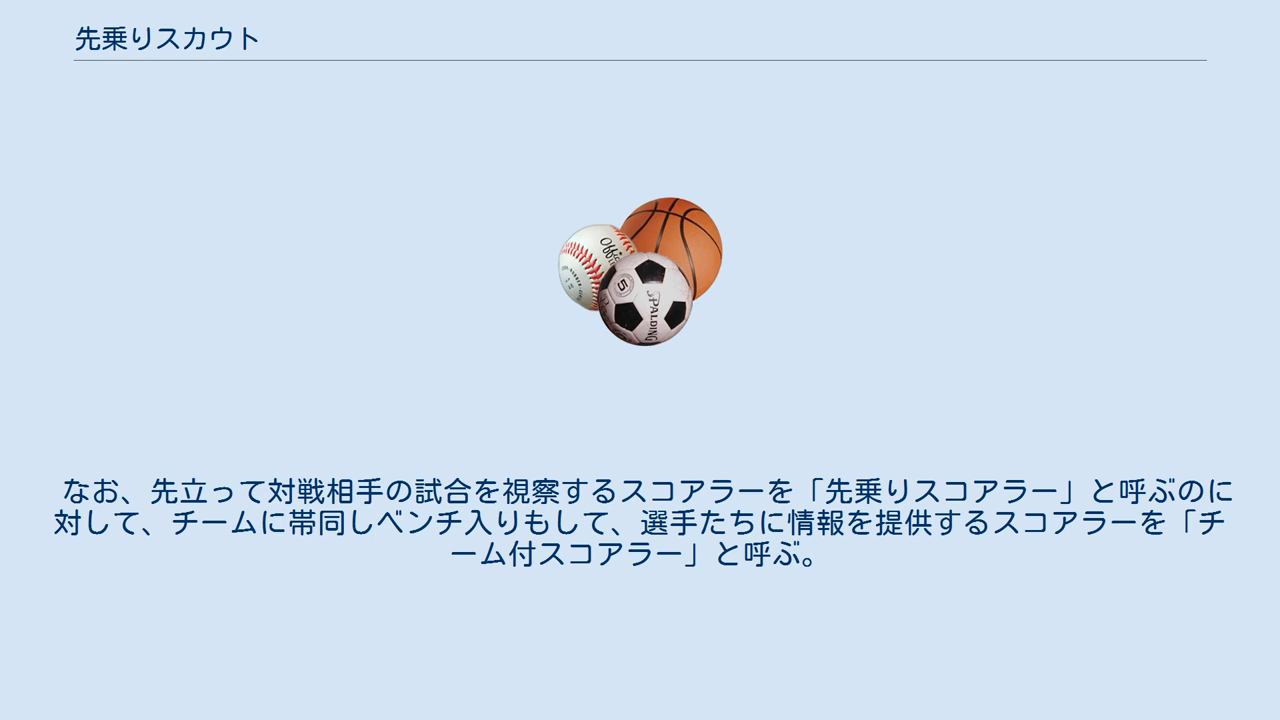 先乗りスカウト
Offic
5
SPALDING
なお、先立って対戦相手の試合を視察するスコアラーを「先乗りスコアラー」と呼ぶのに
対して、チームに帯同しベンチ入りもして、選手たちに情報を提供するスコアラーを「チ
ーム付スコアラー」と呼ぶ。